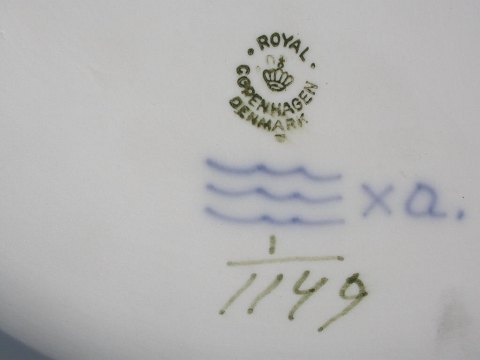 ROYAL
COPENHAGEN
DENMARK
xa.
1
1149